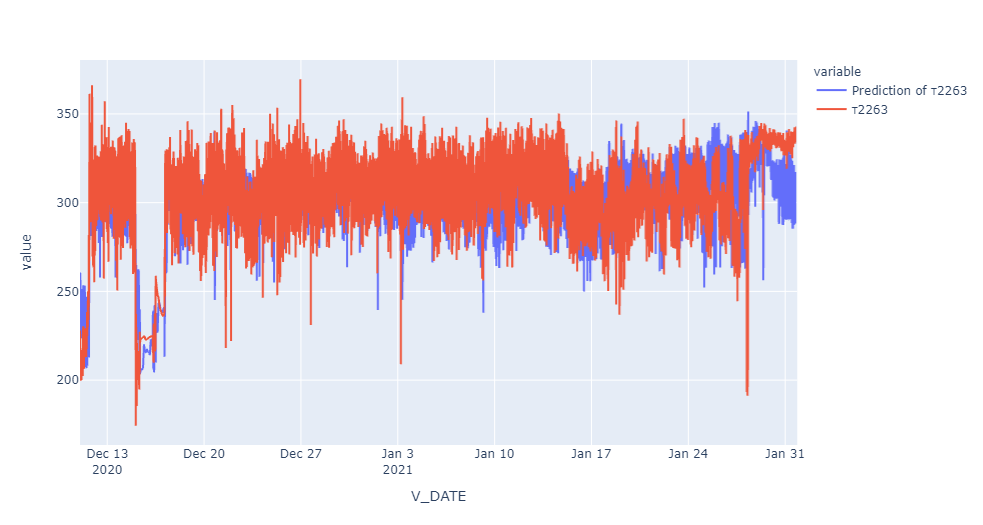 variable
Prediction of т2263
т2263
value
350
300
250
200
Dec 13
2020
Dec 20
Dec 27
Jan 3
2021
Jan 10
Jan 17
Jan 24
Jan 31
V_DATE